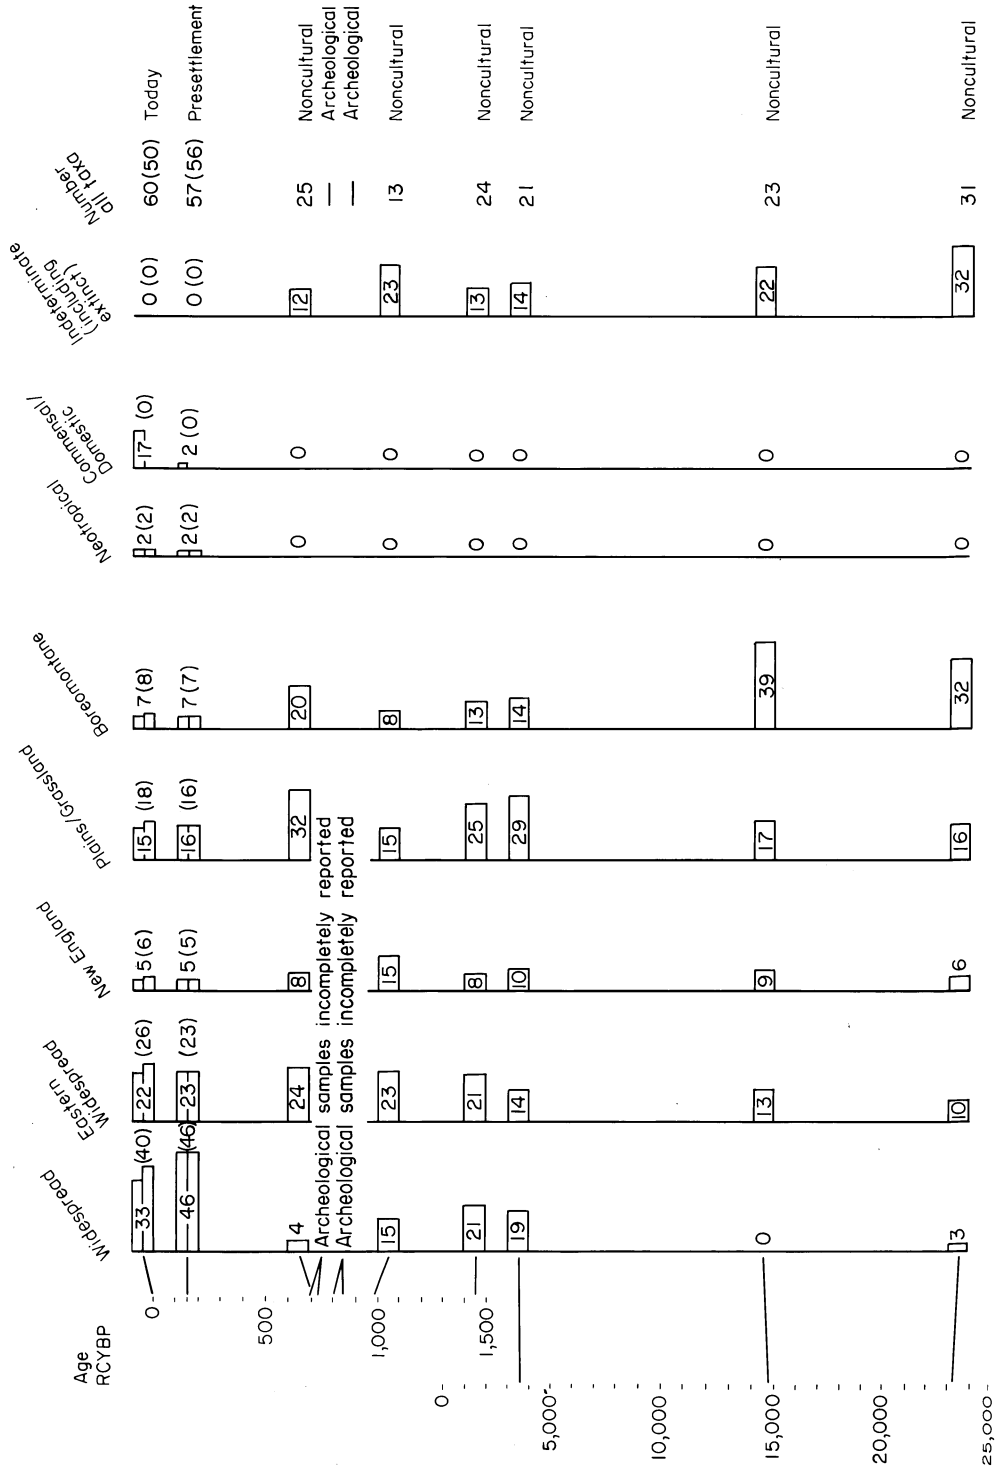 Age
RCYBP
Widespread
Eastern
Widespread
New England
Plains/Grassland
Boreomontane
Neotropical
Commensal/
Domestic
Indeterminate
(including
extinct)
Number
all taxa
0
500
1,000
1,500
0
5,000
10,000
15,000
20,000
25,000
33 (40) 22 (26) 5 (6) 15 (18) 7 (8) 2 (2) 17 (0) 0 (0) 60 (50) Today
46 (46) 23 (23) 5 (5) 16 (16) 7 (7) 2 (2) 2 (0) 0 (0) 57 (56) Presettlement
4 24 8 32 20 0 0 12 25 Noncultural
Archeological samples incompletely reported — Archeological
Archeological samples incompletely reported — Archeological
15 23 15 15 8 0 0 23 13 Noncultural
21 21 8 25 13 0 0 13 24 Noncultural
19 14 10 29 14 0 0 14 21 Noncultural
0 13 9 17 39 0 0 22 23 Noncultural
3 10 6 16 32 0 0 32 31 Noncultural